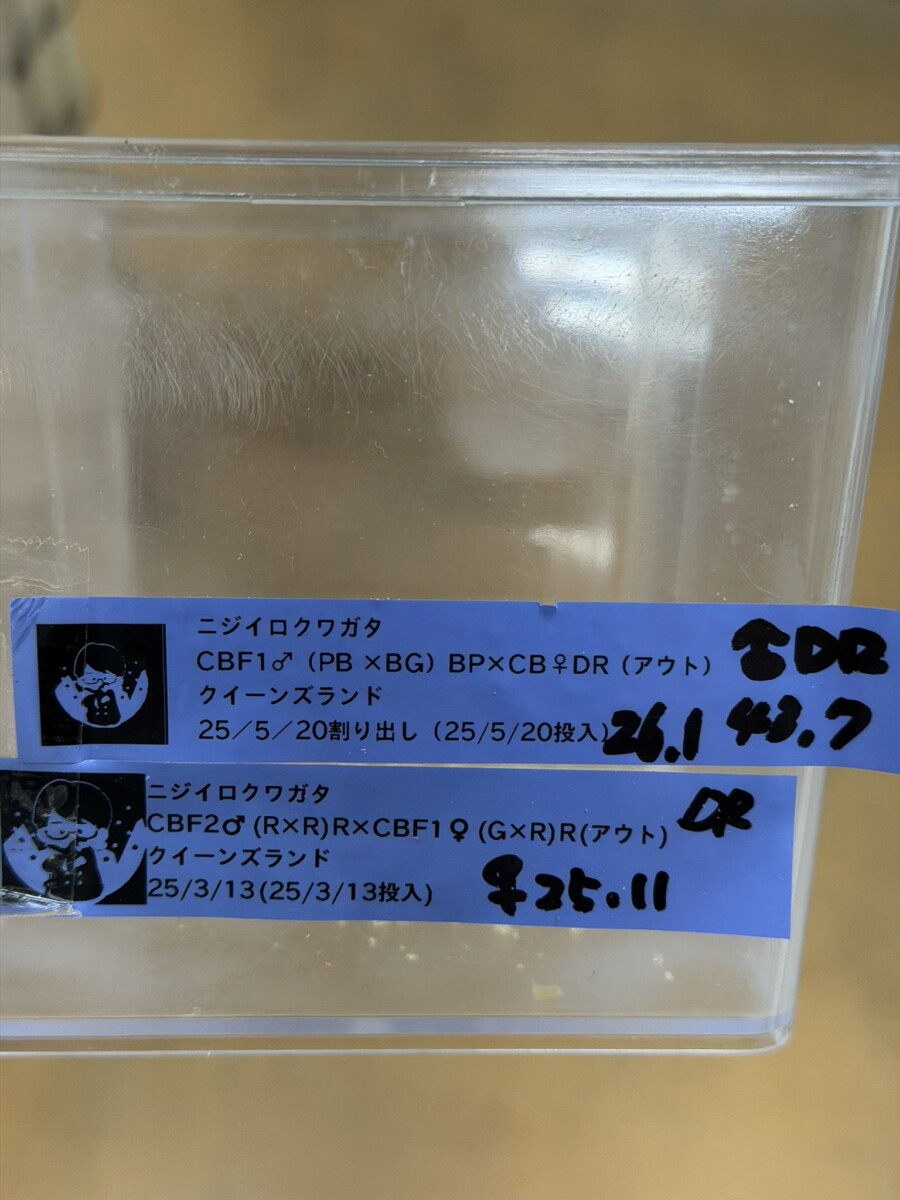 ニジイロクワガタ
CBF1♂（PB ×BG）BP×CB♀DR（アウト）
クイーンズランド
25／5／20割り出し（25/5/20投入）
♂DR
26.1 43.7
ニジイロクワガタ
CBF2♂(R×R)R×CBF1♀(G×R)R(アウト)
クイーンズランド
25/3/13(25/3/13投入)
DR
♀25.11